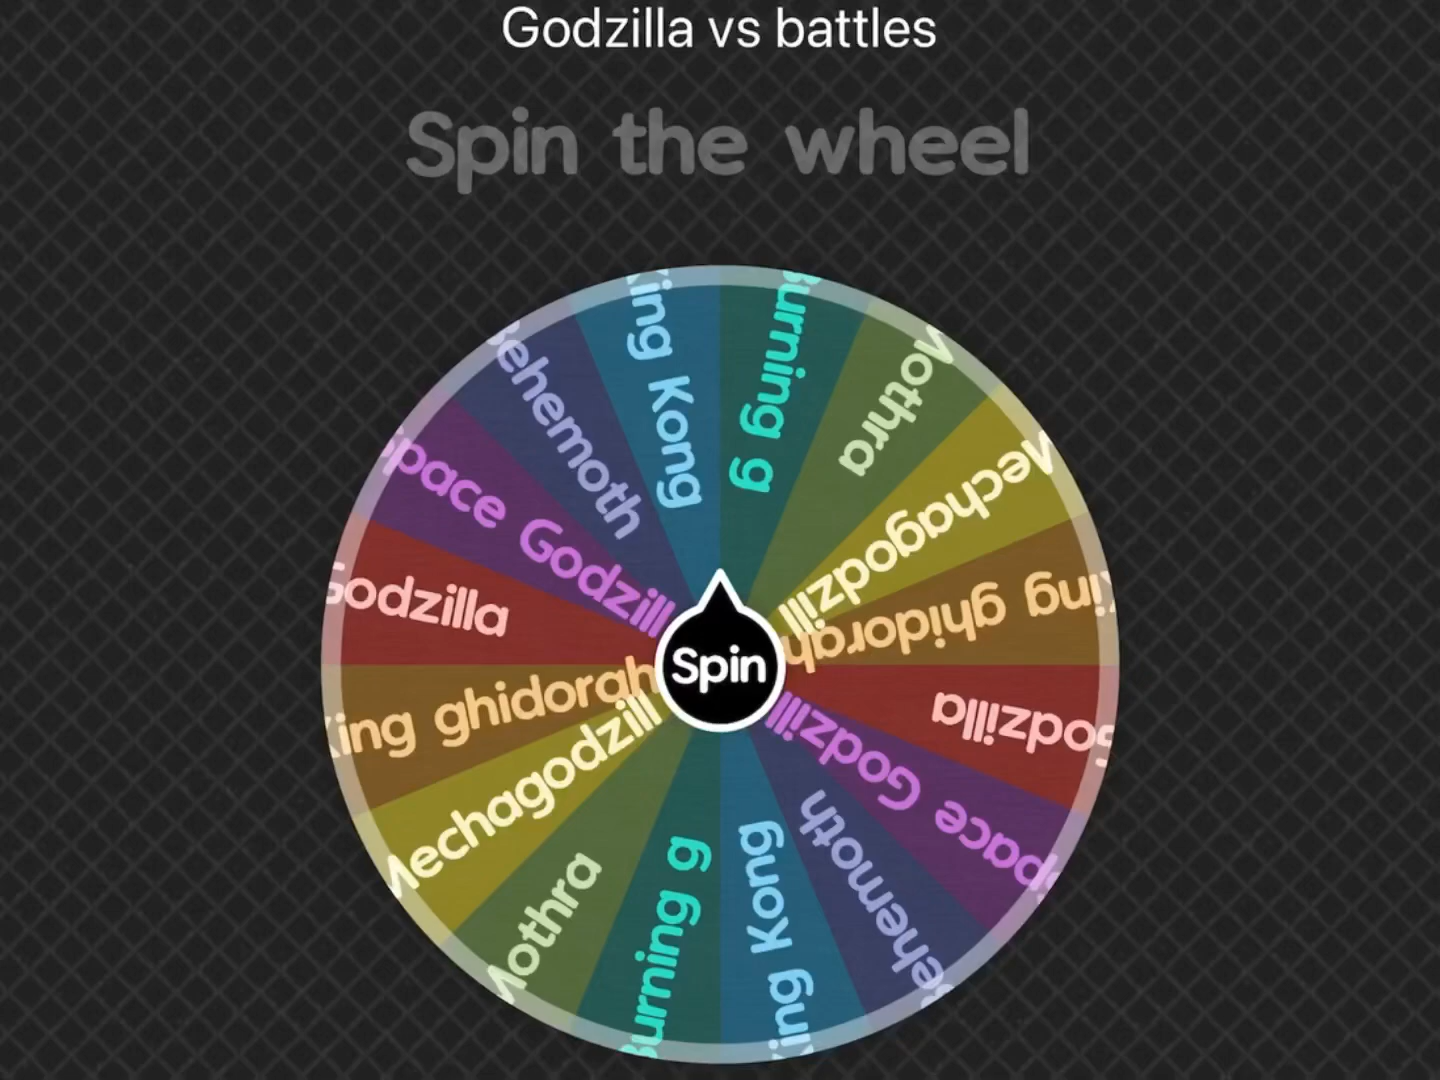 Godzilla vs battles
Spin the wheel
Burning g
Mothra
Mechagodzill
King ghidorah
Godzilla
Space Godzill
Behemoth
King Kong
Burning g
Mothra
Mechagodzill
King ghidorah
Godzilla
Space Godzill
Behemoth
King Kong
Spin